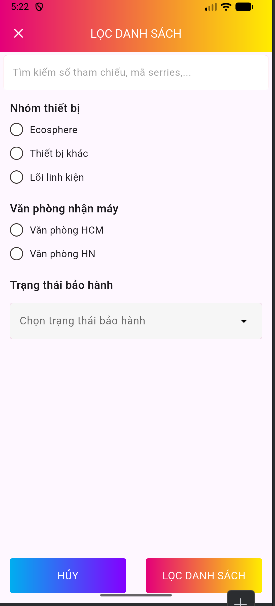 5:22
LỌC DANH SÁCH
Tìm kiếm số tham chiếu, mã serries,...
Nhóm thiết bị
Ecosphere
Thiết bị khác
Lõi linh kiện
Văn phòng nhận máy
Văn phòng HCM
Văn phòng HN
Trạng thái bảo hành
Chọn trạng thái bảo hành
HỦY
LỌC DANH SÁCH